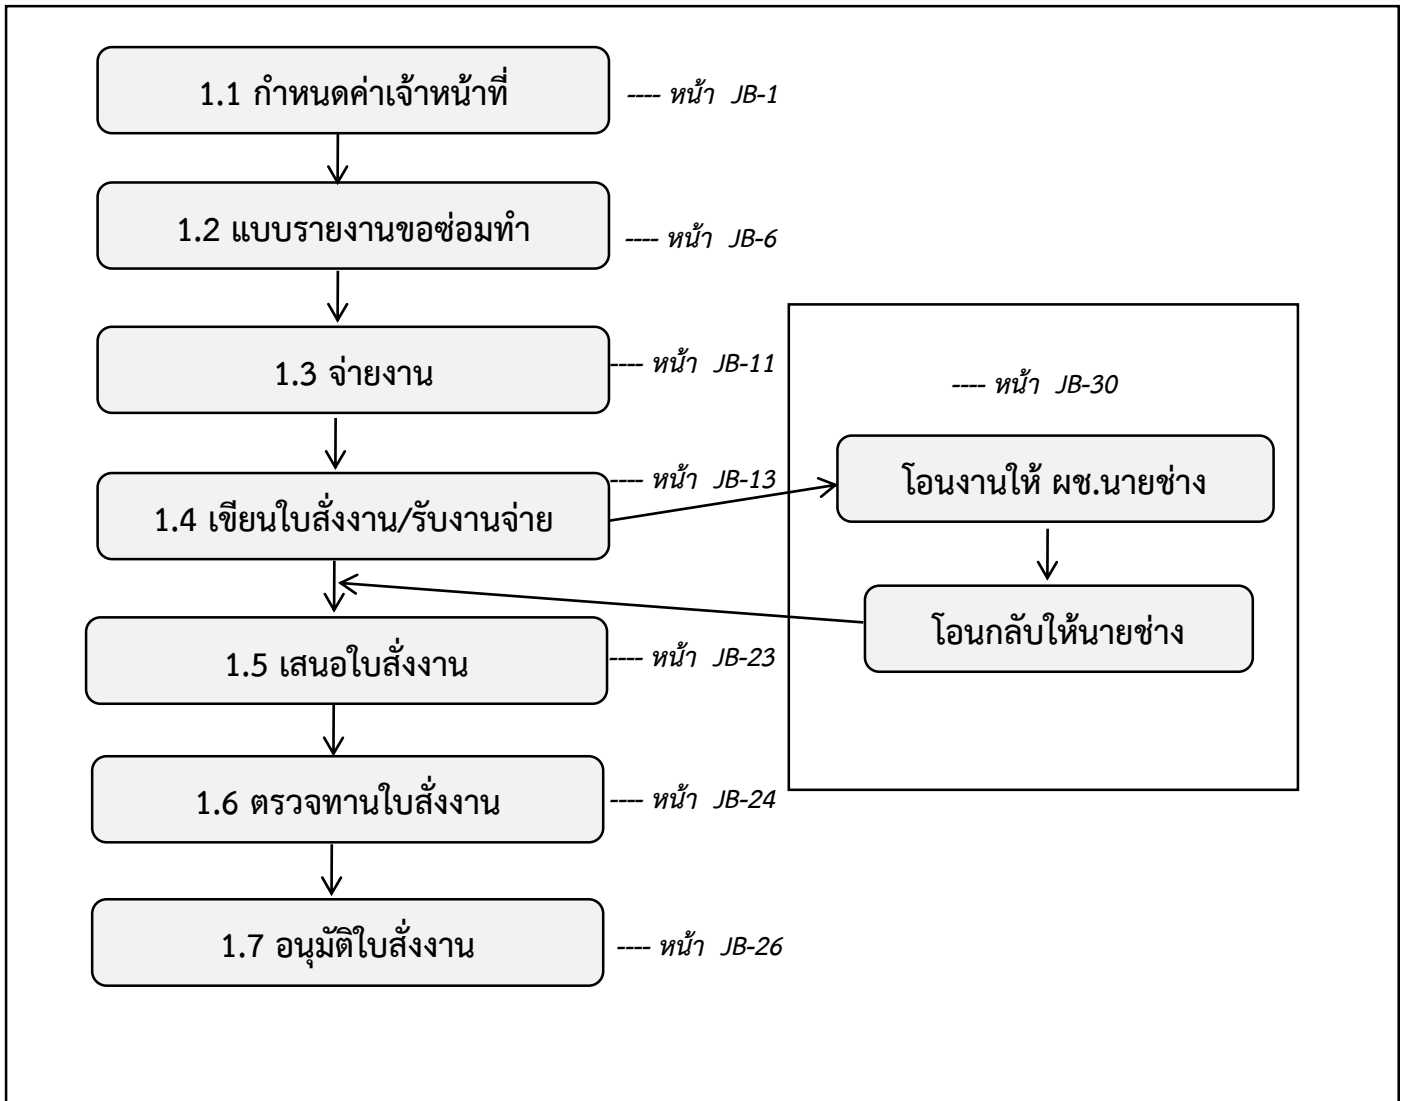 1.1 กำหนดค่าเจ้าหน้าที่
---- หน้า JB-1
1.2 แบบรายงานขอซ่อมทำ
---- หน้า JB-6
1.3 จ่ายงาน
---- หน้า JB-11
1.4 เขียนใบสั่งงาน/รับงานจ่าย
---- หน้า JB-13
---- หน้า JB-30
โอนงานให้ ผช.นายช่าง
โอนกลับให้นายช่าง
1.5 เสนอใบสั่งงาน
---- หน้า JB-23
1.6 ตรวจทานใบสั่งงาน
---- หน้า JB-24
1.7 อนุมัติใบสั่งงาน
---- หน้า JB-26